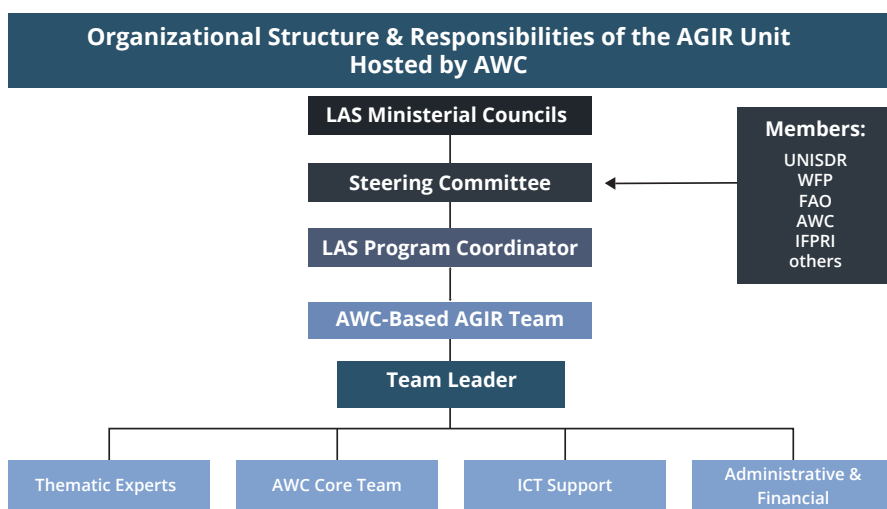 Organizational Structure & Responsibilities of the AGIR Unit
Hosted by AWC
LAS Ministerial Councils
Steering Committee
LAS Program Coordinator
AWC-Based AGIR Team
Team Leader
Members:
UNISDR
WFP
FAO
AWC
IFPRI
others
Thematic Experts
AWC Core Team
ICT Support
Administrative &
Financial